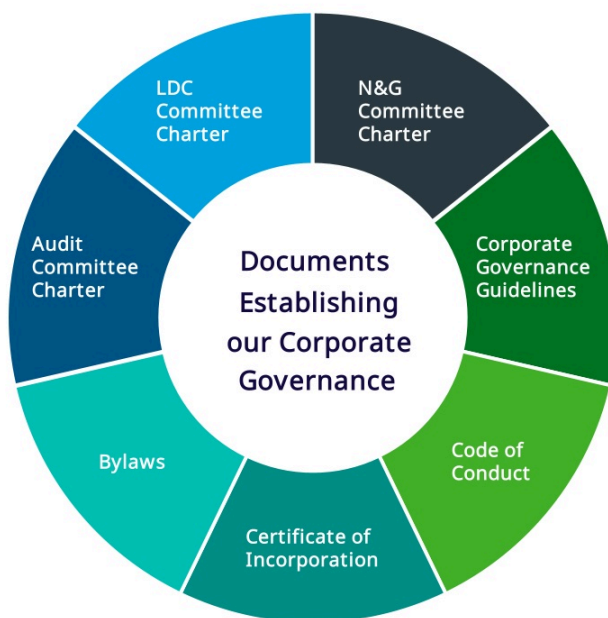 LDC
Committee
Charter
N&G
Committee
Charter
Audit
Committee
Charter
Documents
Establishing
our Corporate
Governance
Corporate
Governance
Guidelines
Bylaws
Code of
Conduct
Certificate of
Incorporation